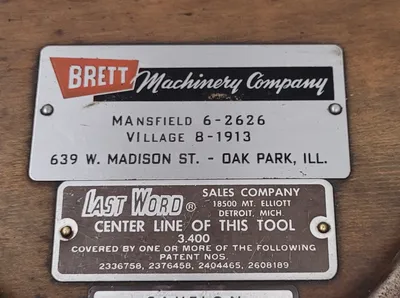 BRETT Machinery Company
MANSFIELD 6-2626
VILLAGE 8-1913
639 W. MADISON ST. - OAK PARK, ILL.
LAST WORD ® SALES COMPANY
18500 MT. ELLIOTT
DETROIT, MICH.
CENTER LINE OF THIS TOOL
3.400
COVERED BY ONE OR MORE OF THE FOLLOWING
PATENT NOS.
2336758, 2376458, 2404465, 2608189